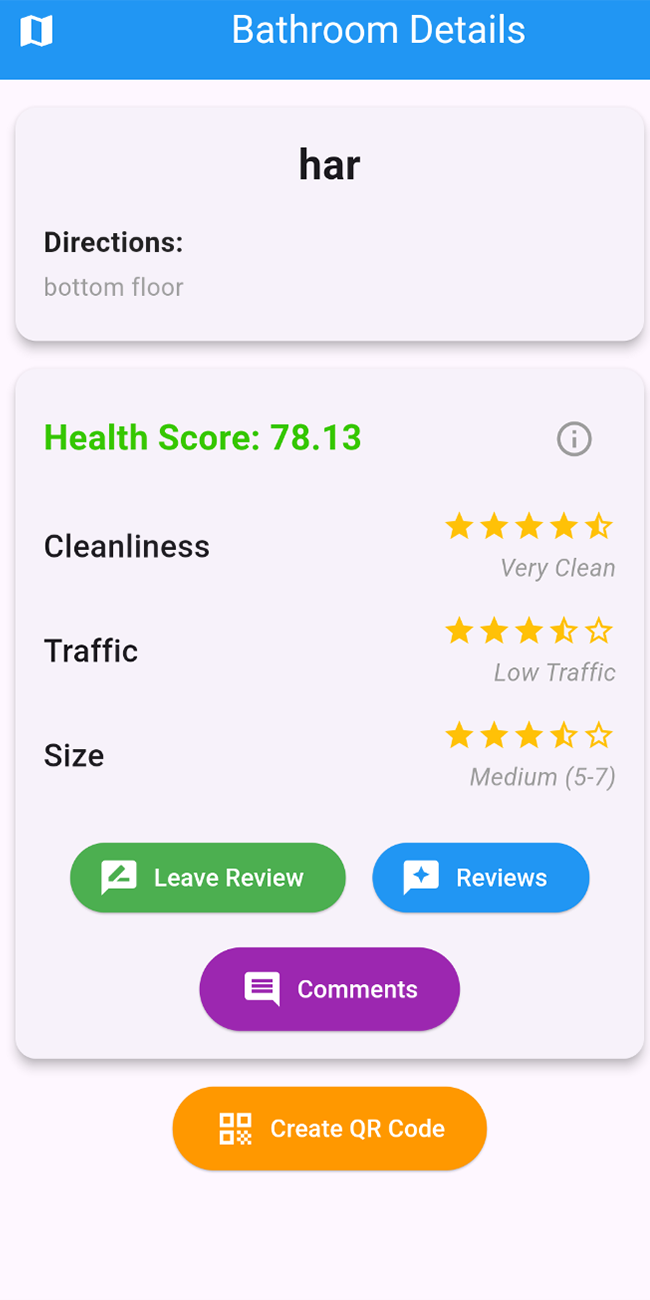 Bathroom Details
har
Directions:
bottom floor
Health Score: 78.13
Cleanliness
Very Clean
Traffic
Low Traffic
Size
Medium (5-7)
Leave Review
Reviews
Comments
Create QR Code